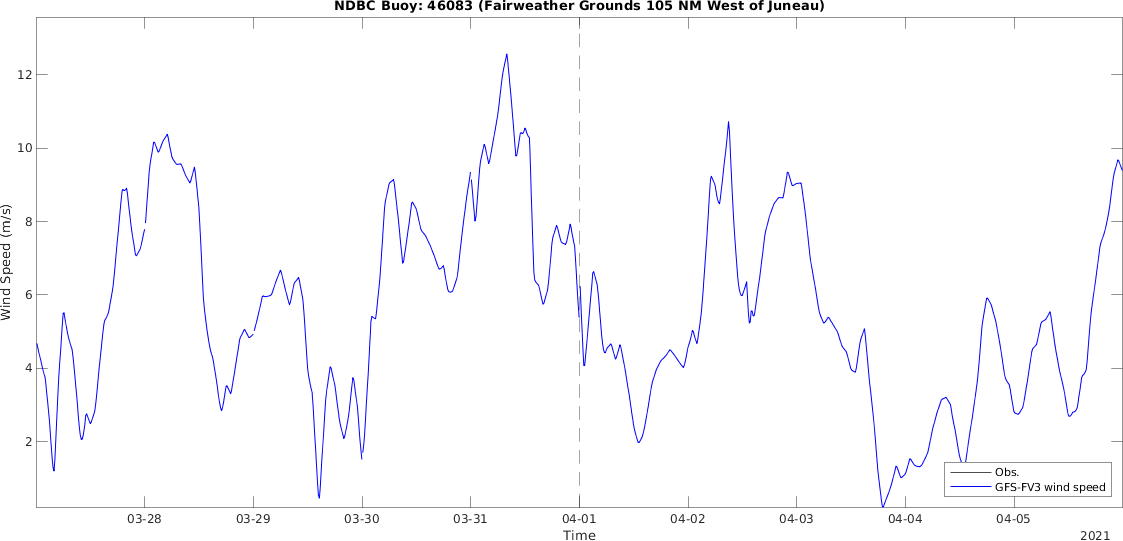 NDBC Buoy: 46083 (Fairweather Grounds 105 NM West of Juneau)
Wind Speed (m/s)
12
10
8
6
4
2
03-28 03-29 03-30 03-31 04-01 04-02 04-03 04-04 04-05
Time
2021
Obs.
GFS-FV3 wind speed